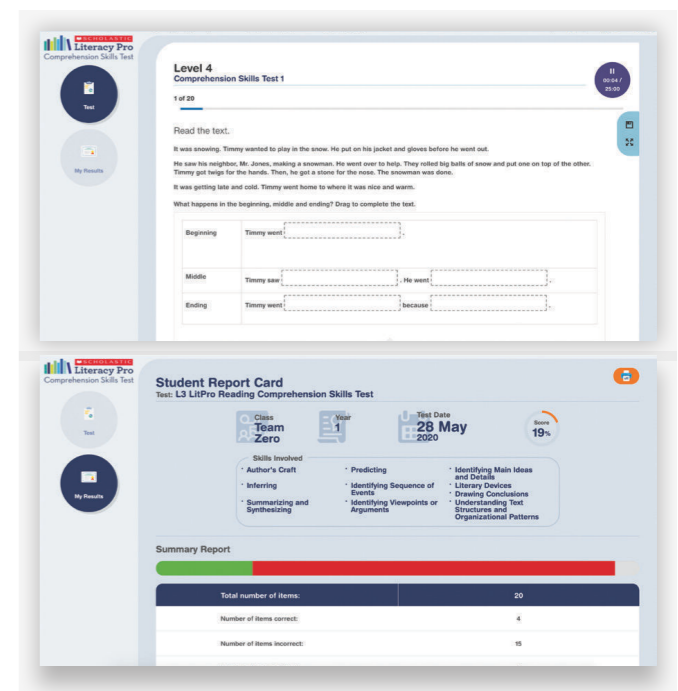 SCHOLASTIC
Literacy Pro
Comprehension Skills Test
Test
My Results
Level 4
Comprehension Skills Test 1
1 of 20
00:04 /
25:00
Read the text.
It was snowing. Timmy wanted to play in the snow. He put on his jacket and gloves before he went out.
He saw his neighbor, Mr. Jones, making a snowman. He went over to help. They rolled big balls of snow and put one on top of the other.
Timmy got twigs for the hands. Then, he got a stone for the nose. The snowman was done.
It was getting late and cold. Timmy went home to where it was nice and warm.
What happens in the beginning, middle and ending? Drag to complete the text.
Beginning Timmy went .
Middle Timmy saw . He went .
Ending Timmy went because .
SCHOLASTIC
Literacy Pro
Comprehension Skills Test
Test
My Results
Student Report Card
Test: L3 LitPro Reading Comprehension Skills Test
Class
Team
Zero
Year
1
Test Date
28 May
2020
Score
19%
Skills Involved
· Author's Craft
· Inferring
· Summarizing and
Synthesizing
· Predicting
· Identifying Sequence of
Events
· Identifying Viewpoints or
Arguments
· Identifying Main Ideas
and Details
· Literary Devices
· Drawing Conclusions
· Understanding Text
Structures and
Organizational Patterns
Summary Report
Total number of items: 20
Number of items correct: 4
Number of items incorrect: 15